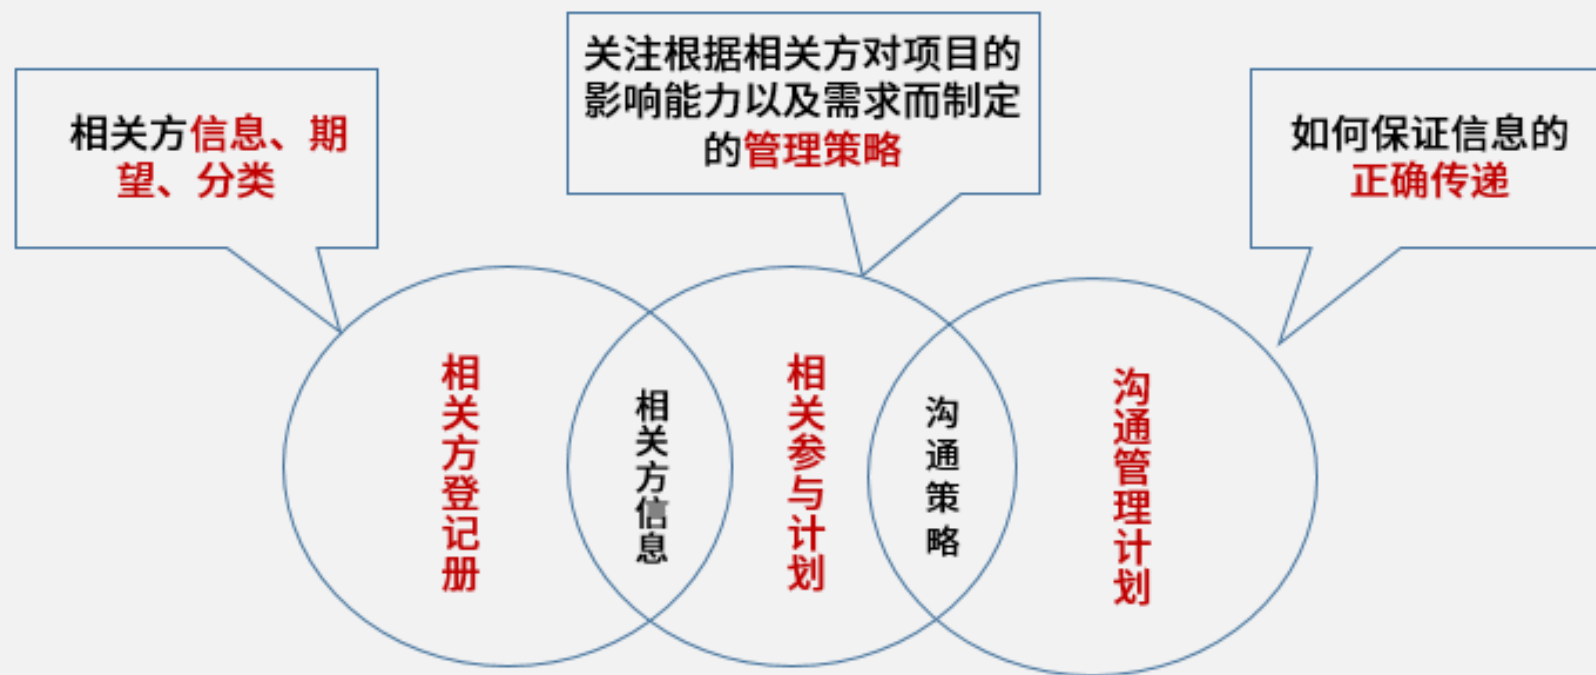 相关方信息、期
望、分类
关注根据相关方对项目的
影响能力以及需求而制定
的管理策略
如何保证信息的
正确传递
相关方登记册
相关方信息
相关参与计划
沟通策略
沟通管理计划